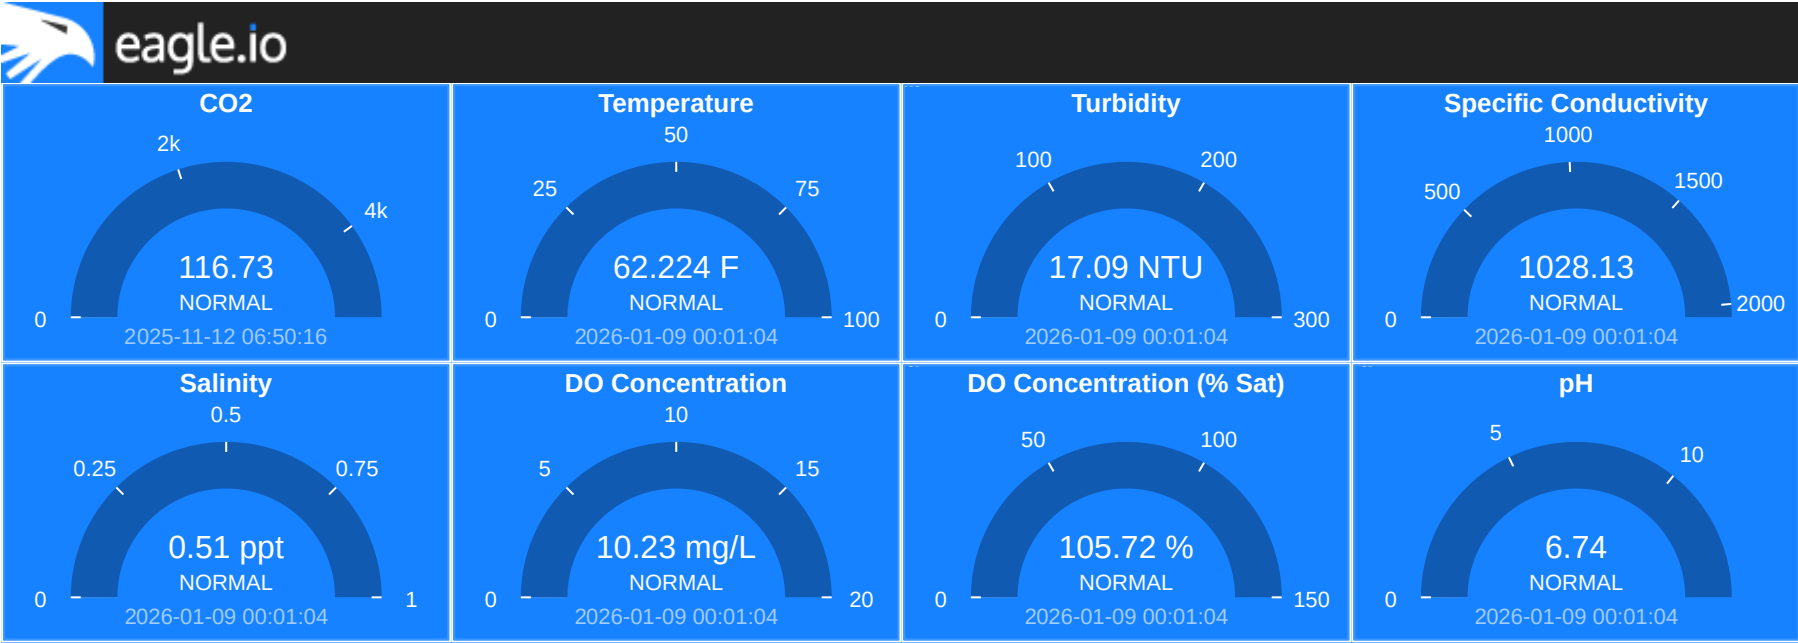 eagle.io
CO2
2k
4k
0
116.73
NORMAL
2025-11-12 06:50:16
Temperature
50
25
75
0
100
62.224 F
NORMAL
2026-01-09 00:01:04
Turbidity
100
200
0
300
17.09 NTU
NORMAL
2026-01-09 00:01:04
Specific Conductivity
1000
500
1500
0
2000
1028.13
NORMAL
2026-01-09 00:01:04
Salinity
0.5
0.25
0.75
0
1
0.51 ppt
NORMAL
2026-01-09 00:01:04
DO Concentration
10
5
15
0
20
10.23 mg/L
NORMAL
2026-01-09 00:01:04
DO Concentration (% Sat)
50
100
0
150
105.72 %
NORMAL
2026-01-09 00:01:04
pH
5
10
0
6.74
NORMAL
2026-01-09 00:01:04